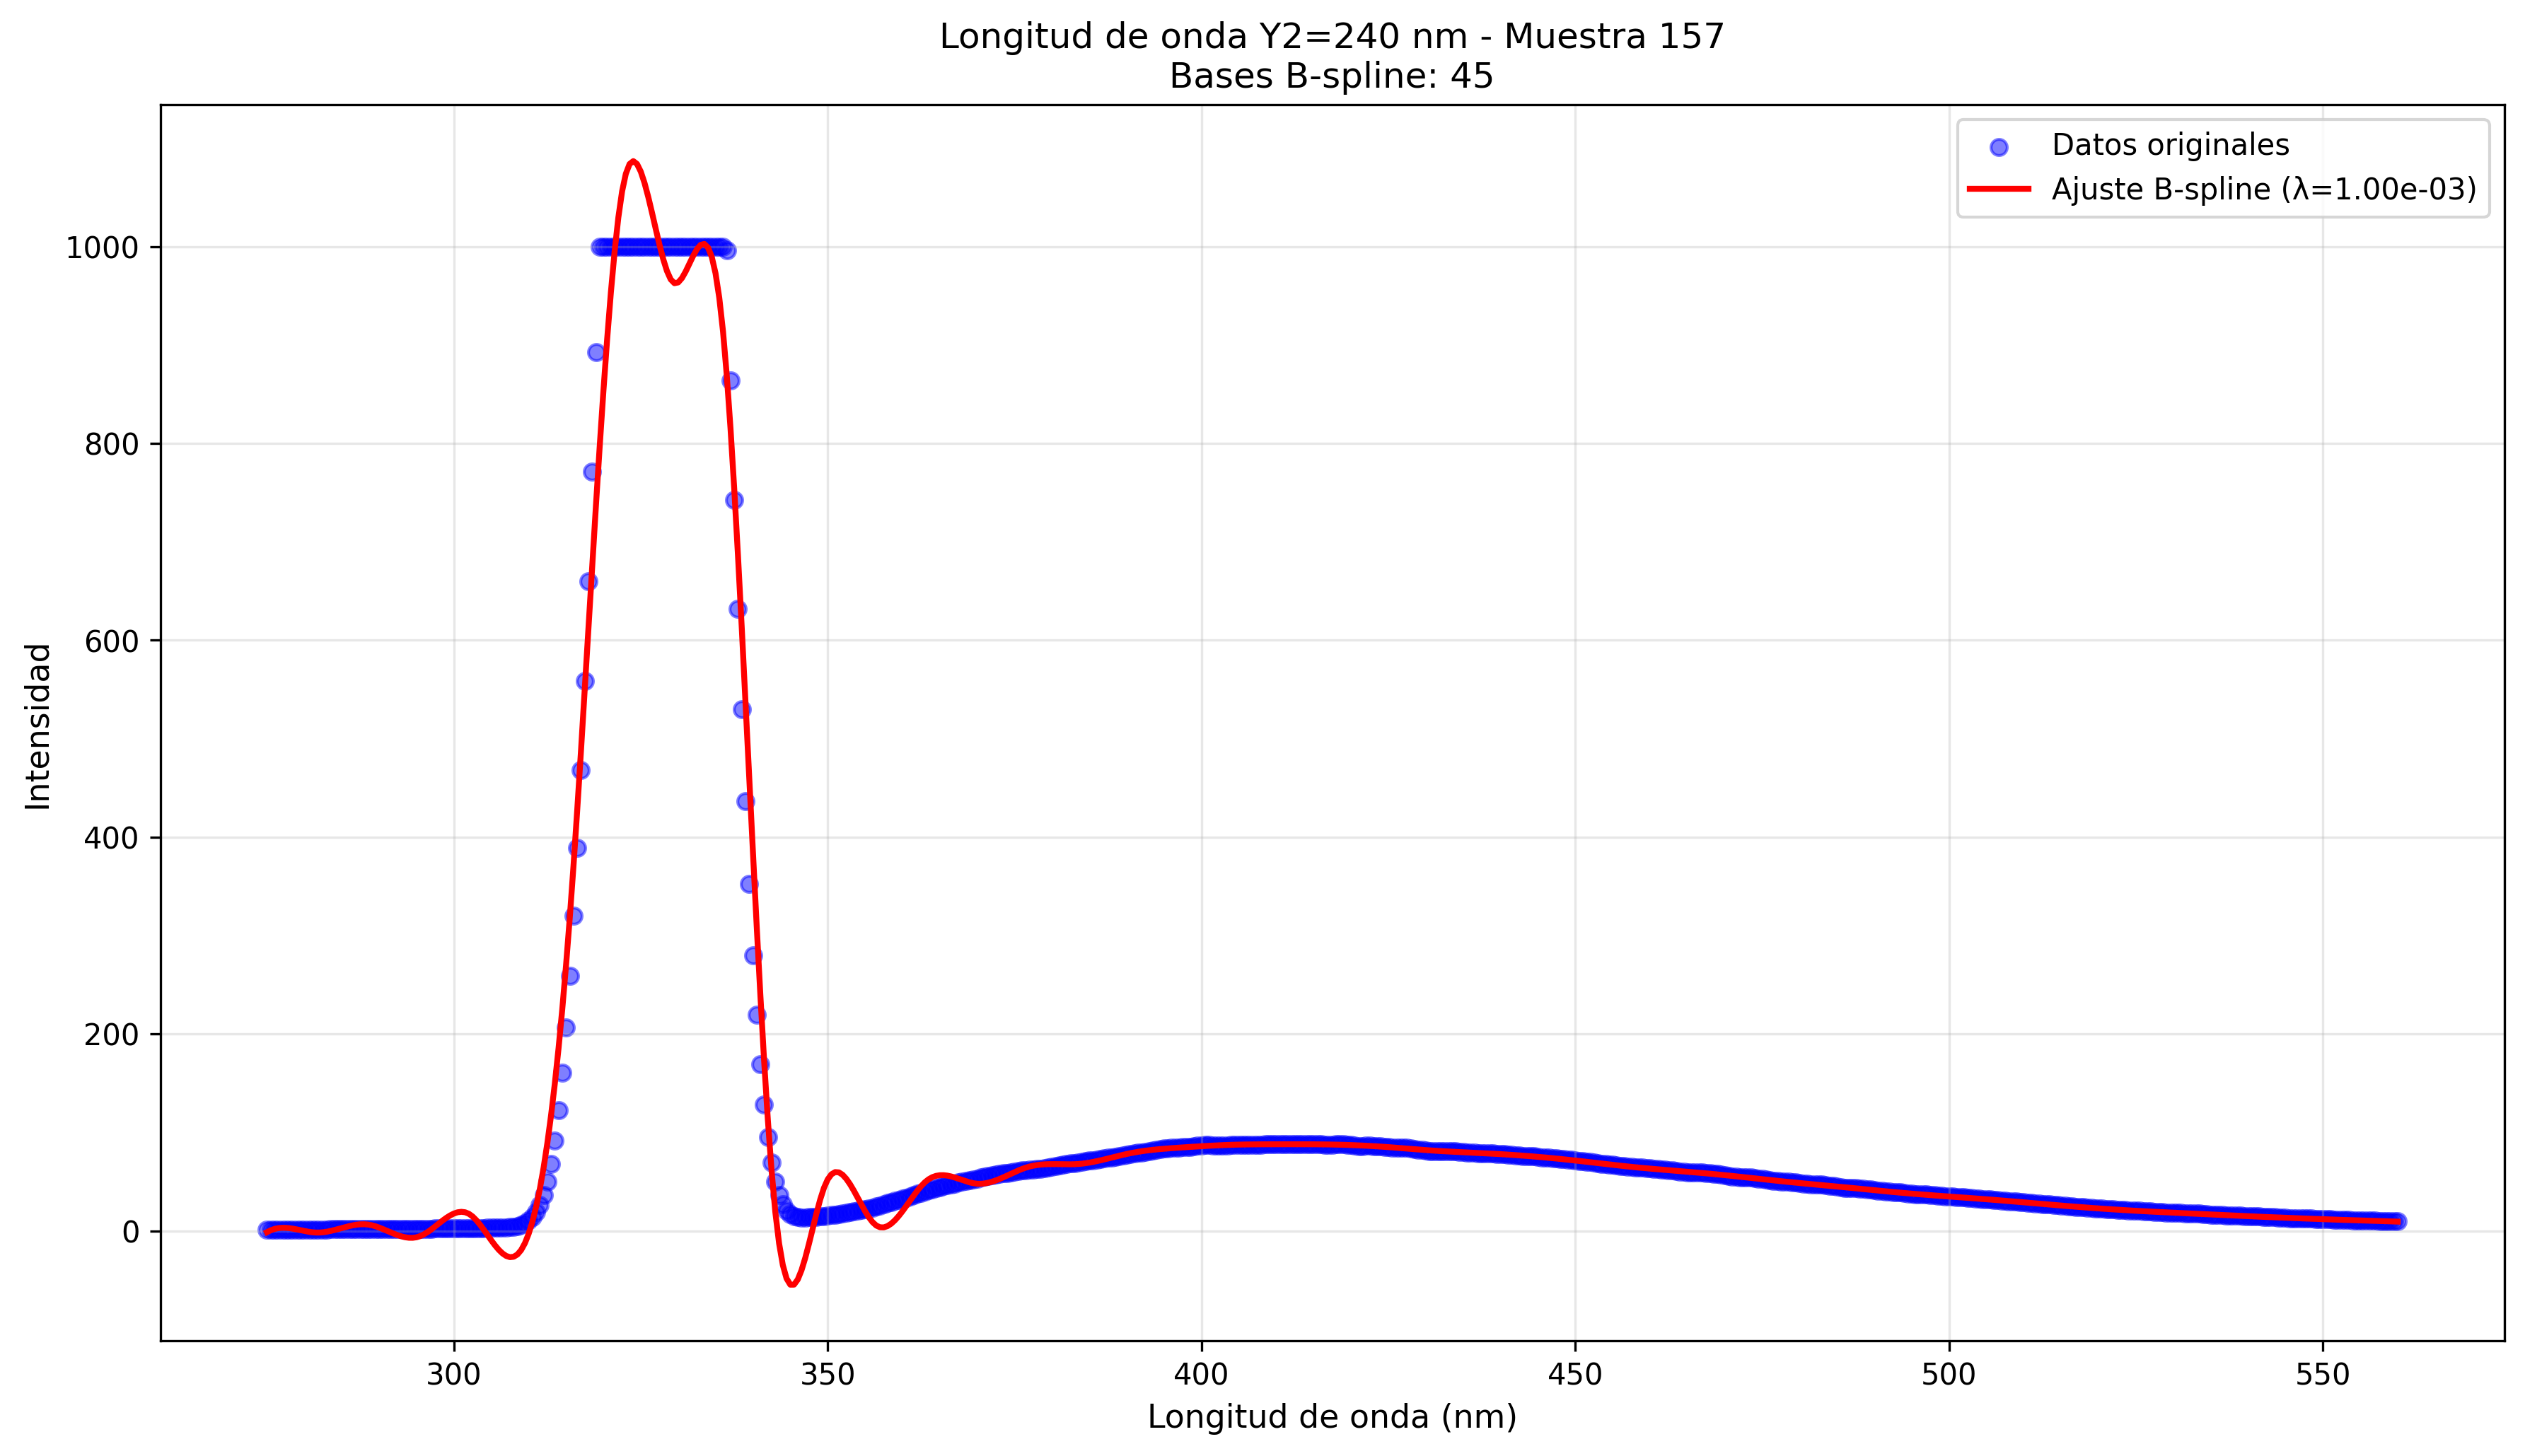 Longitud de onda Y2=240 nm - Muestra 157
Bases B-spline: 45
Datos originales
Ajuste B-spline (λ=1.00e-03)
1000
800
600
400
200
0
Intensidad
300
350
400
450
500
550
Longitud de onda (nm)